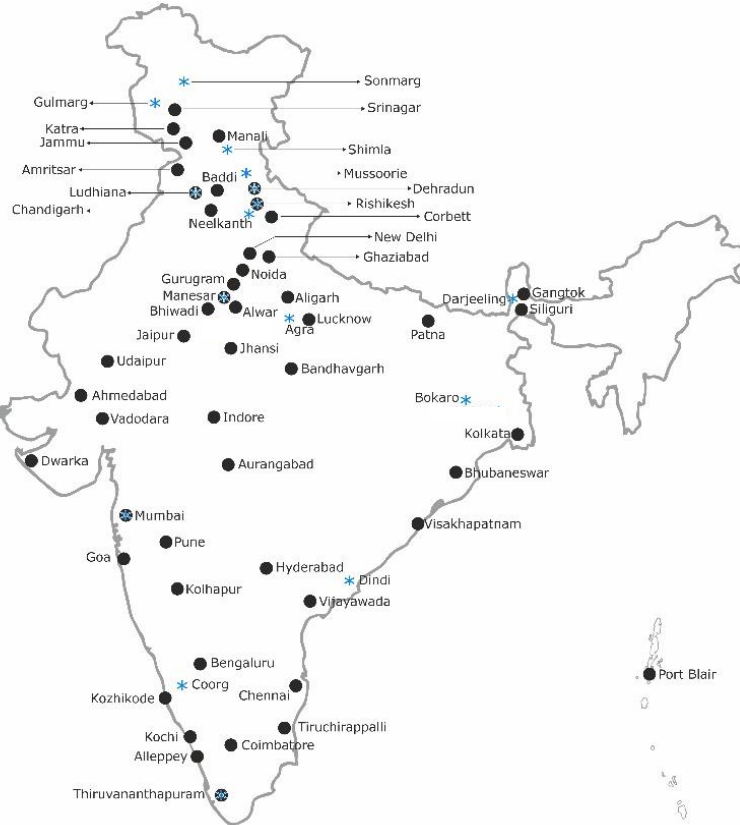 Sonmarg
Gulmarg
Srinagar
Katra
Manali
Jammu
Shimla
Amritsar
Mussoorie
Baddi
Dehradun
Ludhiana
Rishikesh
Chandigarh
Corbett
Neelkanth
New Delhi
Ghaziabad
Noida
Gurugram
Manesar
Aligarh
Darjeeling
Gangtok
Bhiwadi
Alwar
Siliguri
Lucknow
Agra
Jaipur
Patna
Jhansi
Udaipur
Bandhavgarh
Ahmedabad
Bokaro
Vadodara
Indore
Kolkata
Dwarka
Aurangabad
Bhubaneswar
Mumbai
Visakhapatnam
Pune
Goa
Hyderabad
Dindi
Kolhapur
Vijayawada
Bengaluru
Port Blair
Coorg
Chennai
Kozhikode
Tiruchirappalli
Kochi
Coimbatore
Alleppey
Thiruvananthapuram